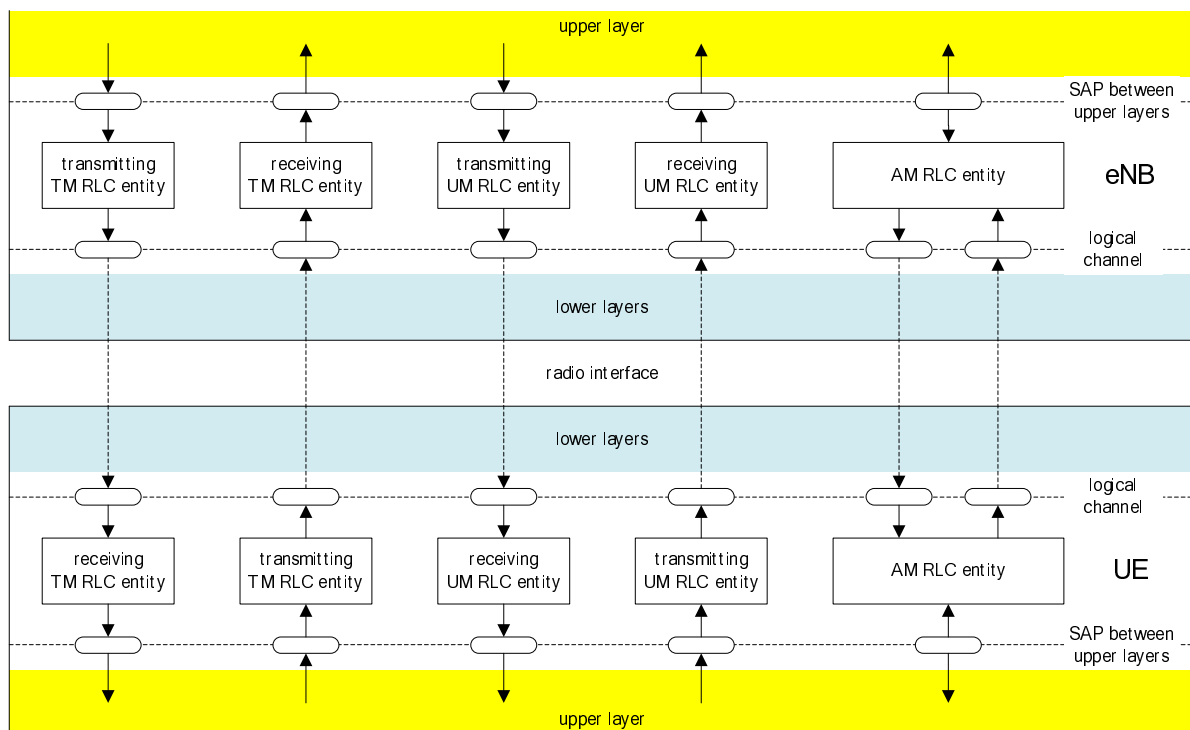 upper layer
SAP between
upper layers
transmitting
TM RLC entity
receiving
TM RLC entity
transmitting
UM RLC entity
receiving
UM RLC entity
AM RLC entity
eNB
logical
channel
lower layers
radio interface
lower layers
logical
channel
receiving
TM RLC entity
transmitting
TM RLC entity
receiving
UM RLC entity
transmitting
UM RLC entity
AM RLC entity
UE
SAP between
upper layers
upper layer